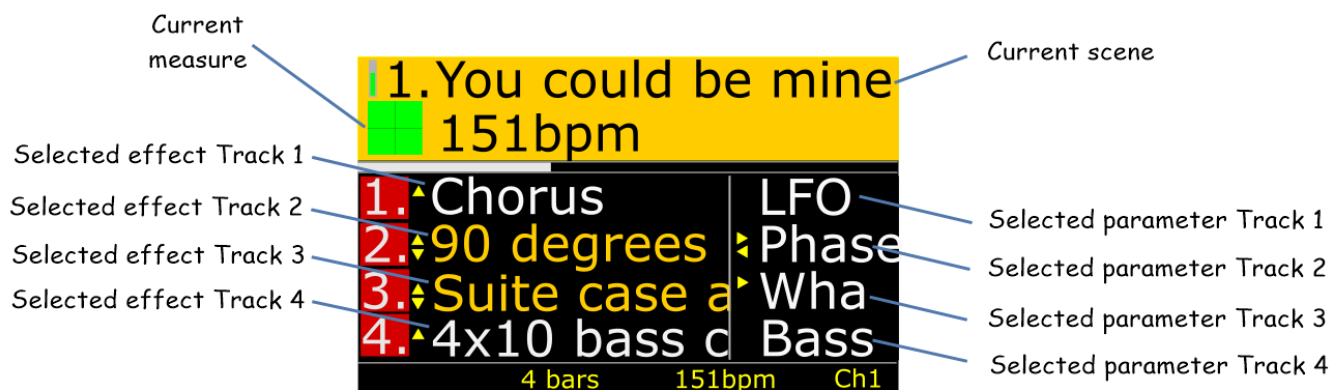 Current
measure
Current scene
1.You could be mine
151bpm
Selected effect Track 1
Selected effect Track 2
Selected effect Track 3
Selected effect Track 4
1. Chorus LFO
2. 90 degrees Phase
3. Suite case a Wha
4. 4x10 bass c Bass
Selected parameter Track 1
Selected parameter Track 2
Selected parameter Track 3
Selected parameter Track 4
4 bars 151bpm Ch1